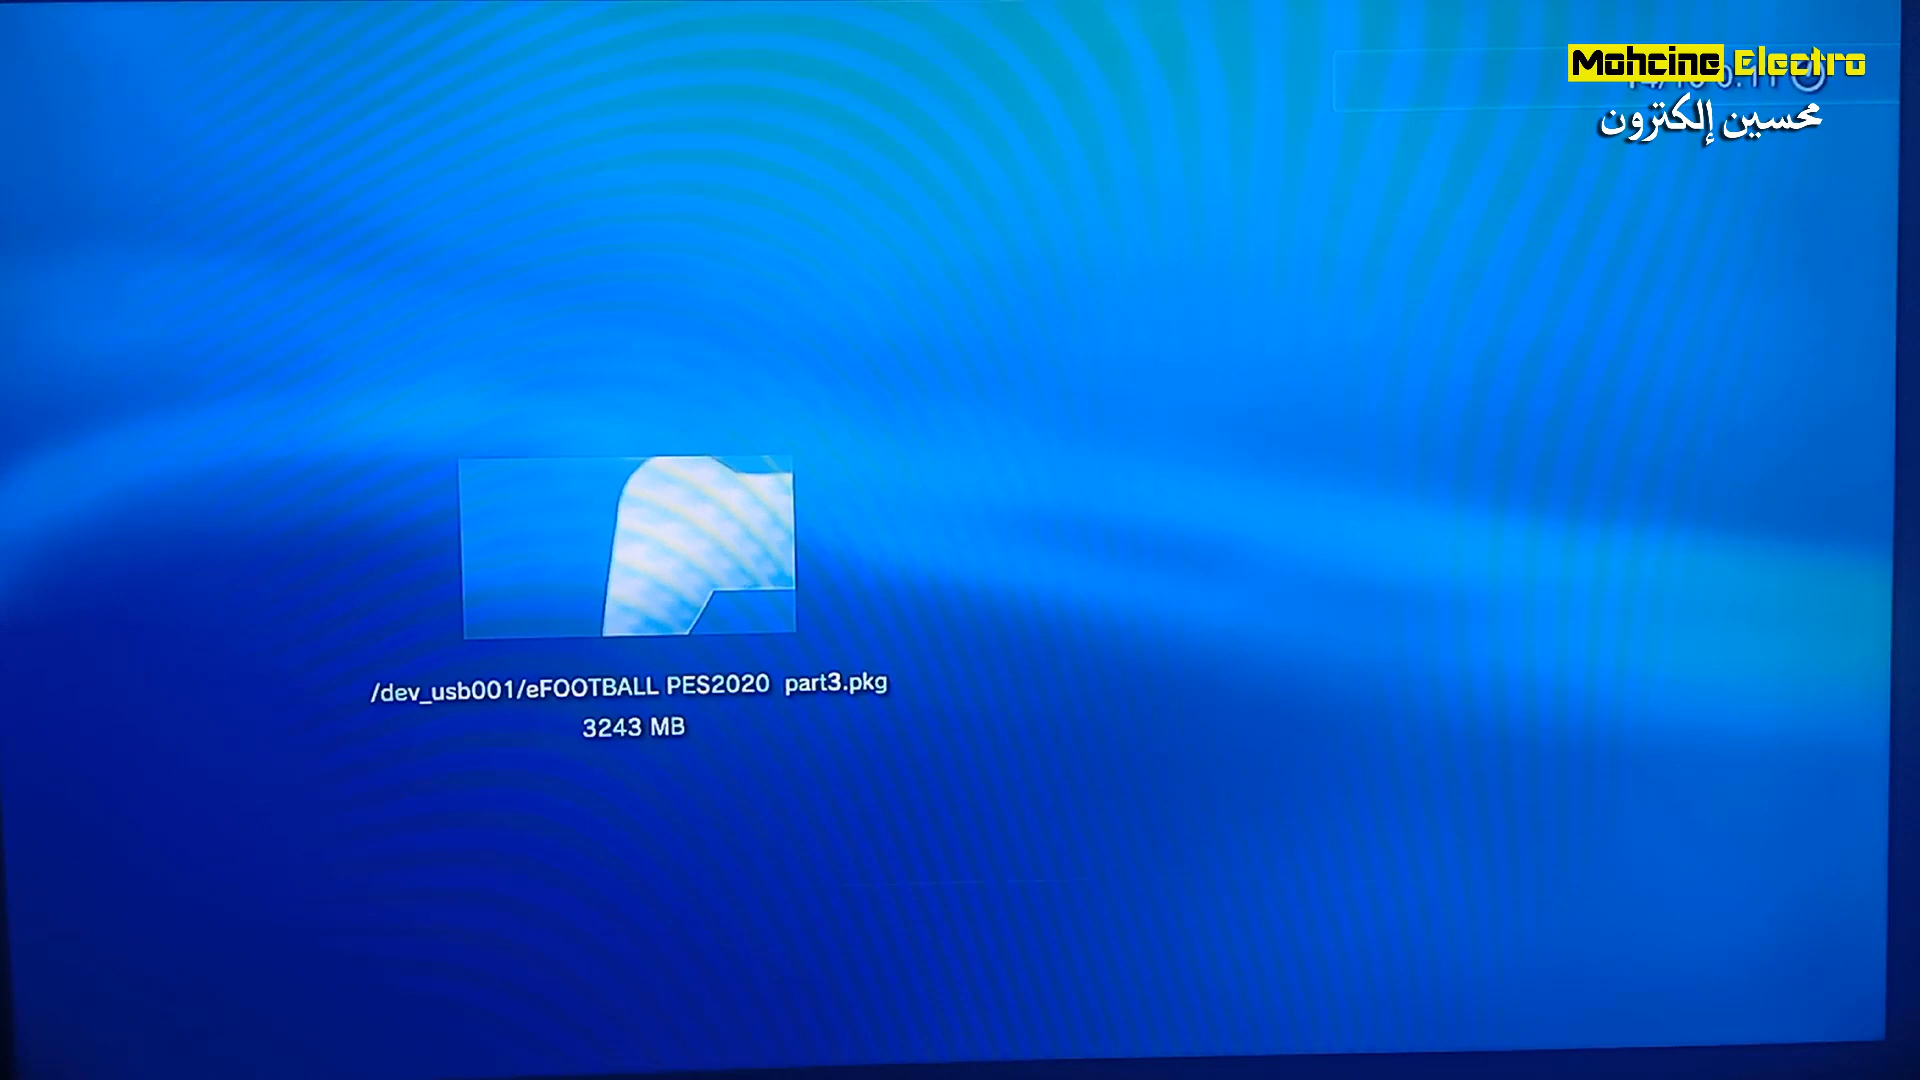 Mohcine Electro
محسين إلكترون
/dev_usb001/eFOOTBALL PES2020 part3.pkg
3243 MB